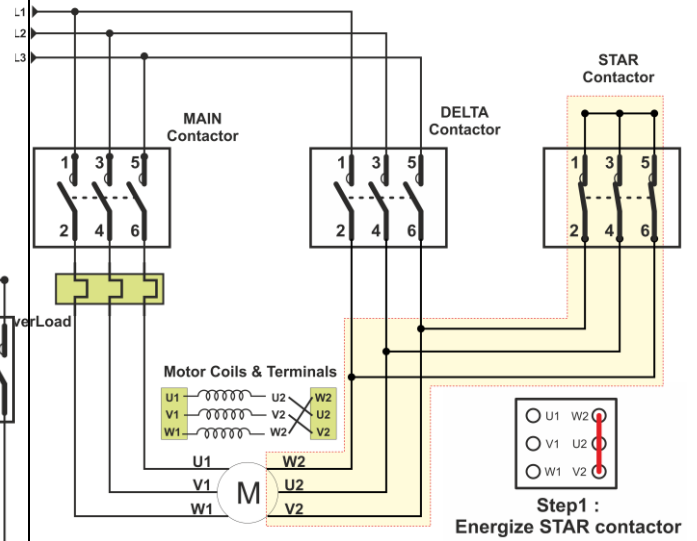 L1
L2
L3
STAR
Contactor
MAIN
Contactor
DELTA
Contactor
1 3 5
2 4 6
1 3 5
2 4 6
1 3 5
2 4 6
verLoad
Motor Coils & Terminals
U1 U2 W2
V1 V2 U2
W1 W2 V2
U1 W2
V1 M U2
W1 V2
U1 W2
V1 U2
W1 V2
Step1 :
Energize STAR contactor